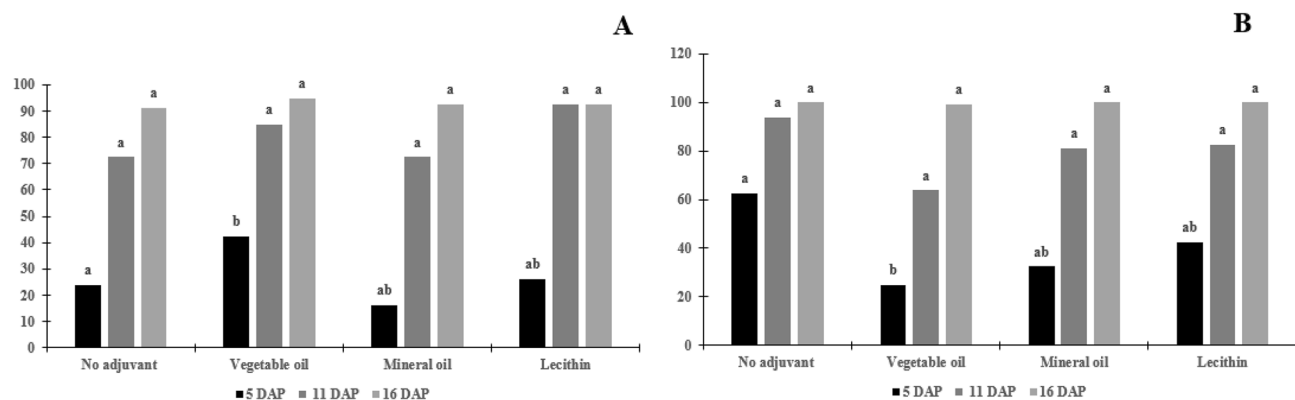 A
100
90
80
70
60
50
40
30
20
10
0
a a a
b a a
ab a a
ab a a
No adjuvant Vegetable oil Mineral oil Lecithin
5 DAP 11 DAP 16 DAP
B
120
100
80
60
40
20
0
a a a
b a a
ab a a
ab a a
No adjuvant Vegetable oil Mineral oil Lecithin
5 DAP 11 DAP 16 DAP